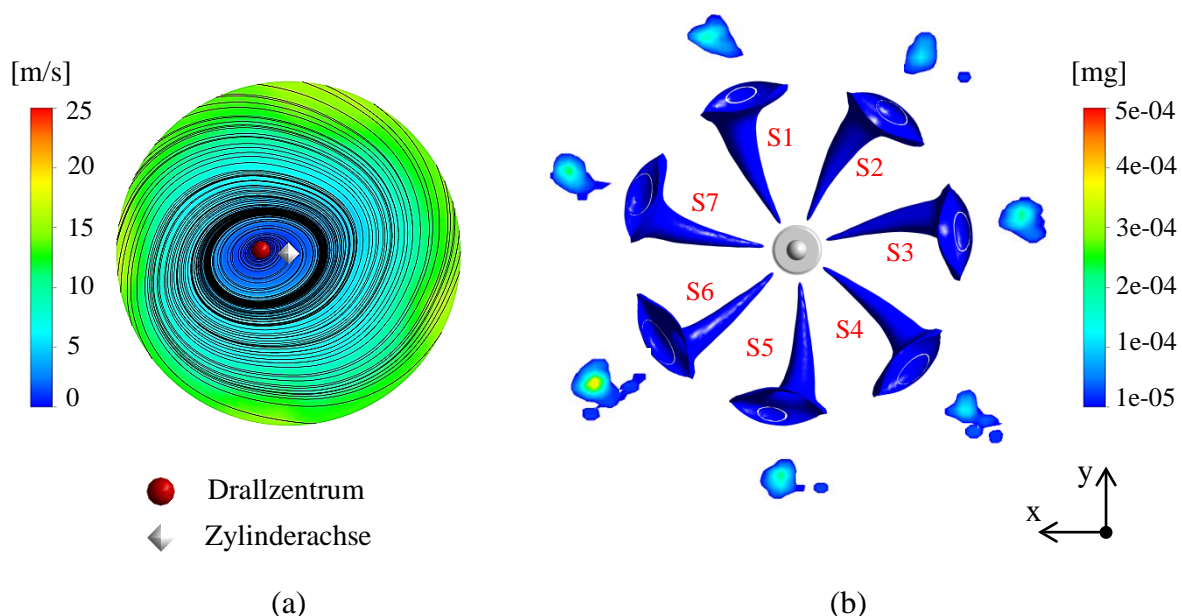 [m/s]
25
20
15
10
5
0
Drallzentrum
Zylinderachse
(a)
S1
S2
S3
S4
S5
S6
S7
[mg]
5e-04
4e-04
3e-04
2e-04
1e-04
1e-05
y
x
(b)